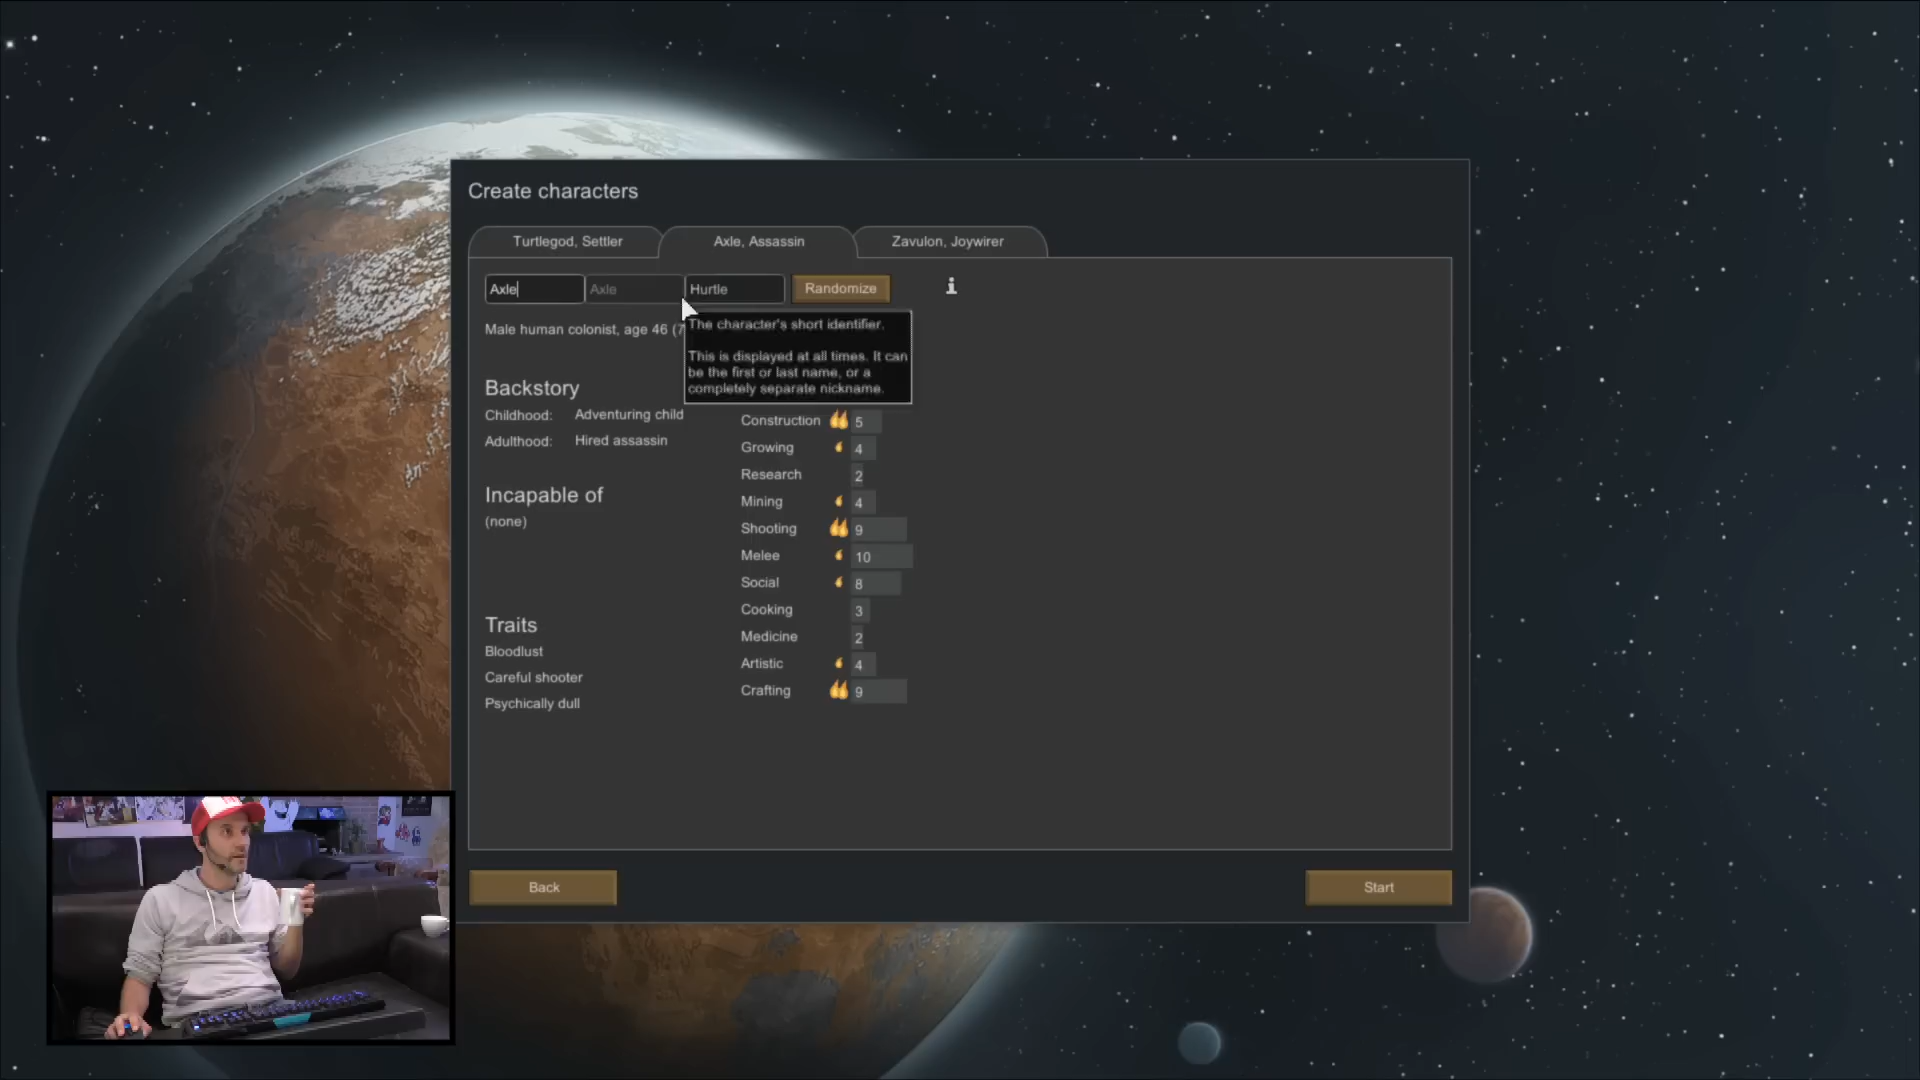 Create characters
Turtlegod, Settler
Axle, Assassin
Zavulon, Joywirer
Axle
Axle
Hurtle
Randomize
Male human colonist, age 46 (7
The character's short identifier.
This is displayed at all times. It can
be the first or last name, or a
completely separate nickname.
Backstory
Childhood: Adventuring child
Adulthood: Hired assassin
Incapable of
(none)
Traits
Bloodlust
Careful shooter
Psychically dull
Construction 5
Growing 4
Research 2
Mining 4
Shooting 9
Melee 10
Social 8
Cooking 3
Medicine 2
Artistic 4
Crafting 9
Back
Start